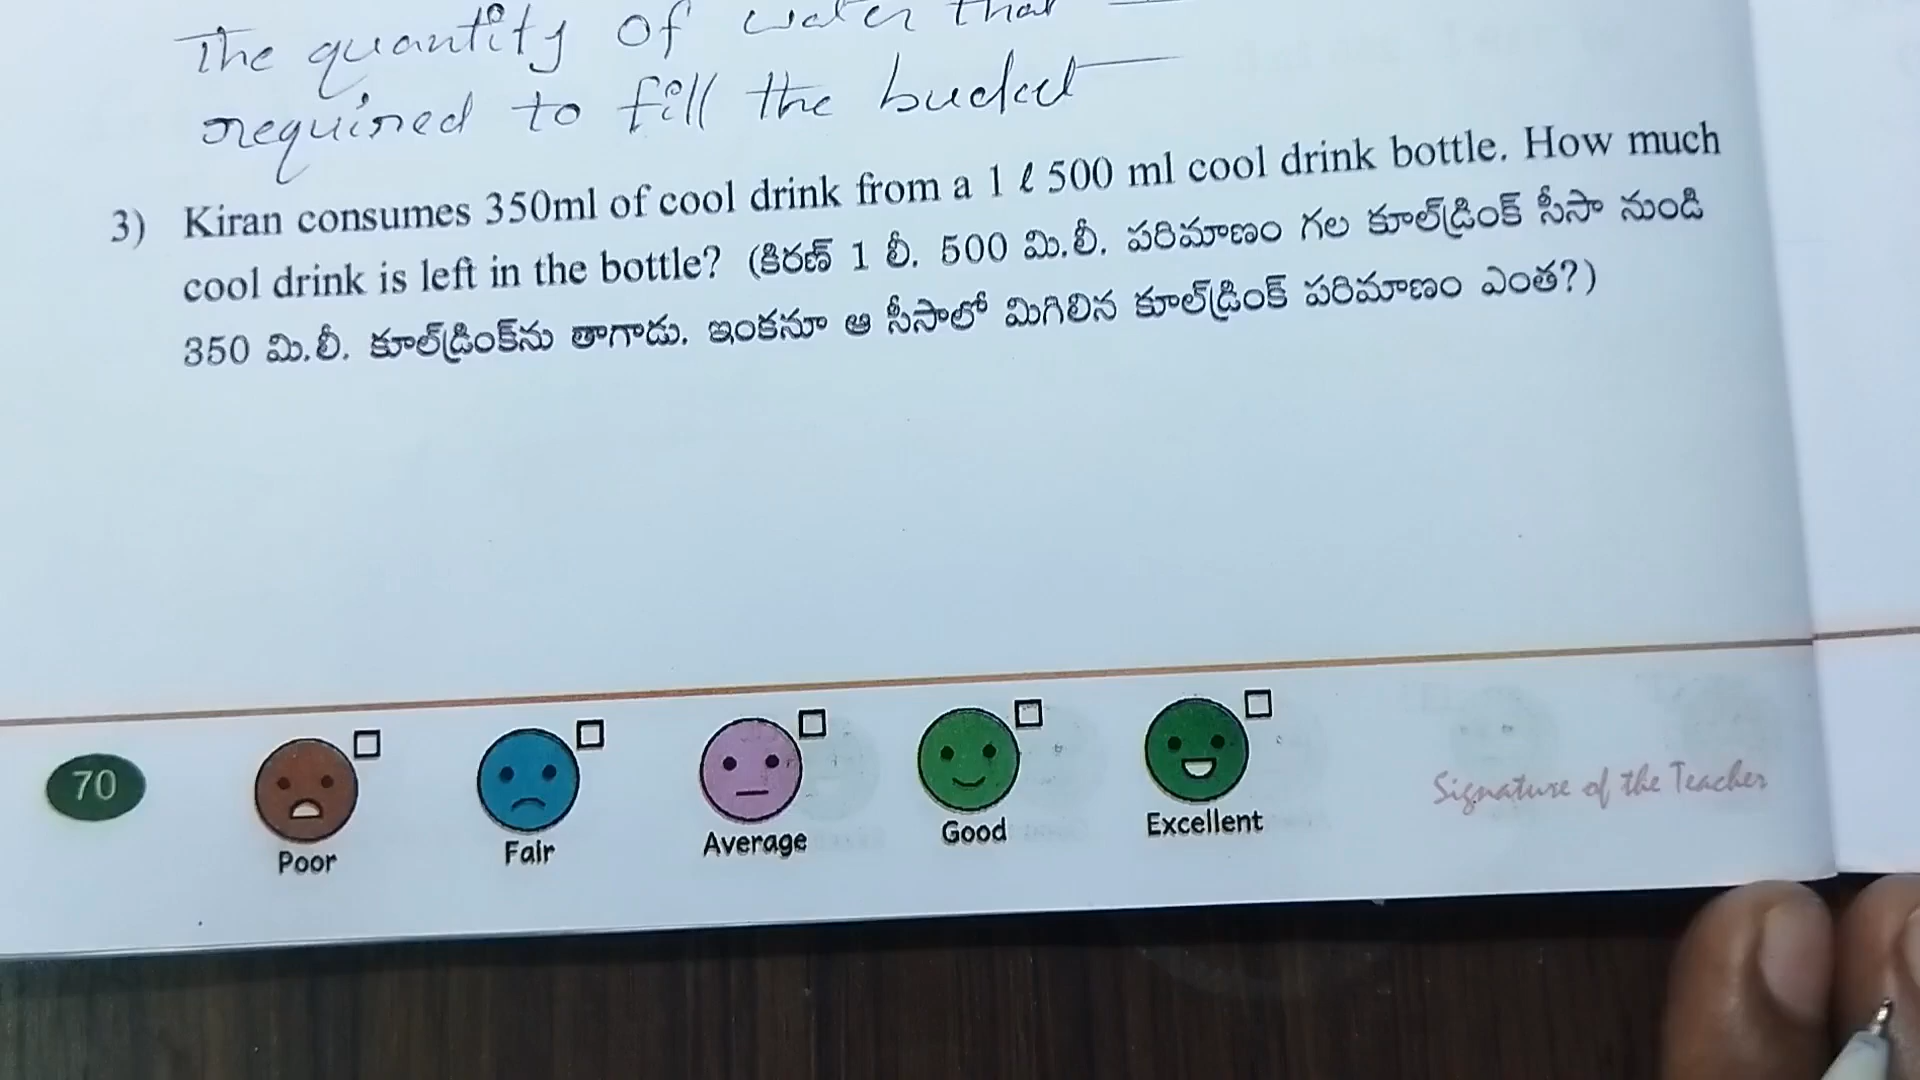 The quantity of water that
required to fill the bucket
3) Kiran consumes 350ml of cool drink from a 1 ℓ 500 ml cool drink bottle. How much
cool drink is left in the bottle? (కిరణ్ 1 లీ. 500 మి.లీ. పరిమాణం గల కూల్‌డ్రింక్ సీసా నుండి
350 మి.లీ. కూల్‌డ్రింక్‌ను తాగాడు. ఇంకనూ ఆ సీసాలో మిగిలిన కూల్‌డ్రింక్ పరిమాణం ఎంత?)
70
Poor
Fair
Average
Good
Excellent
Signature of the Teacher